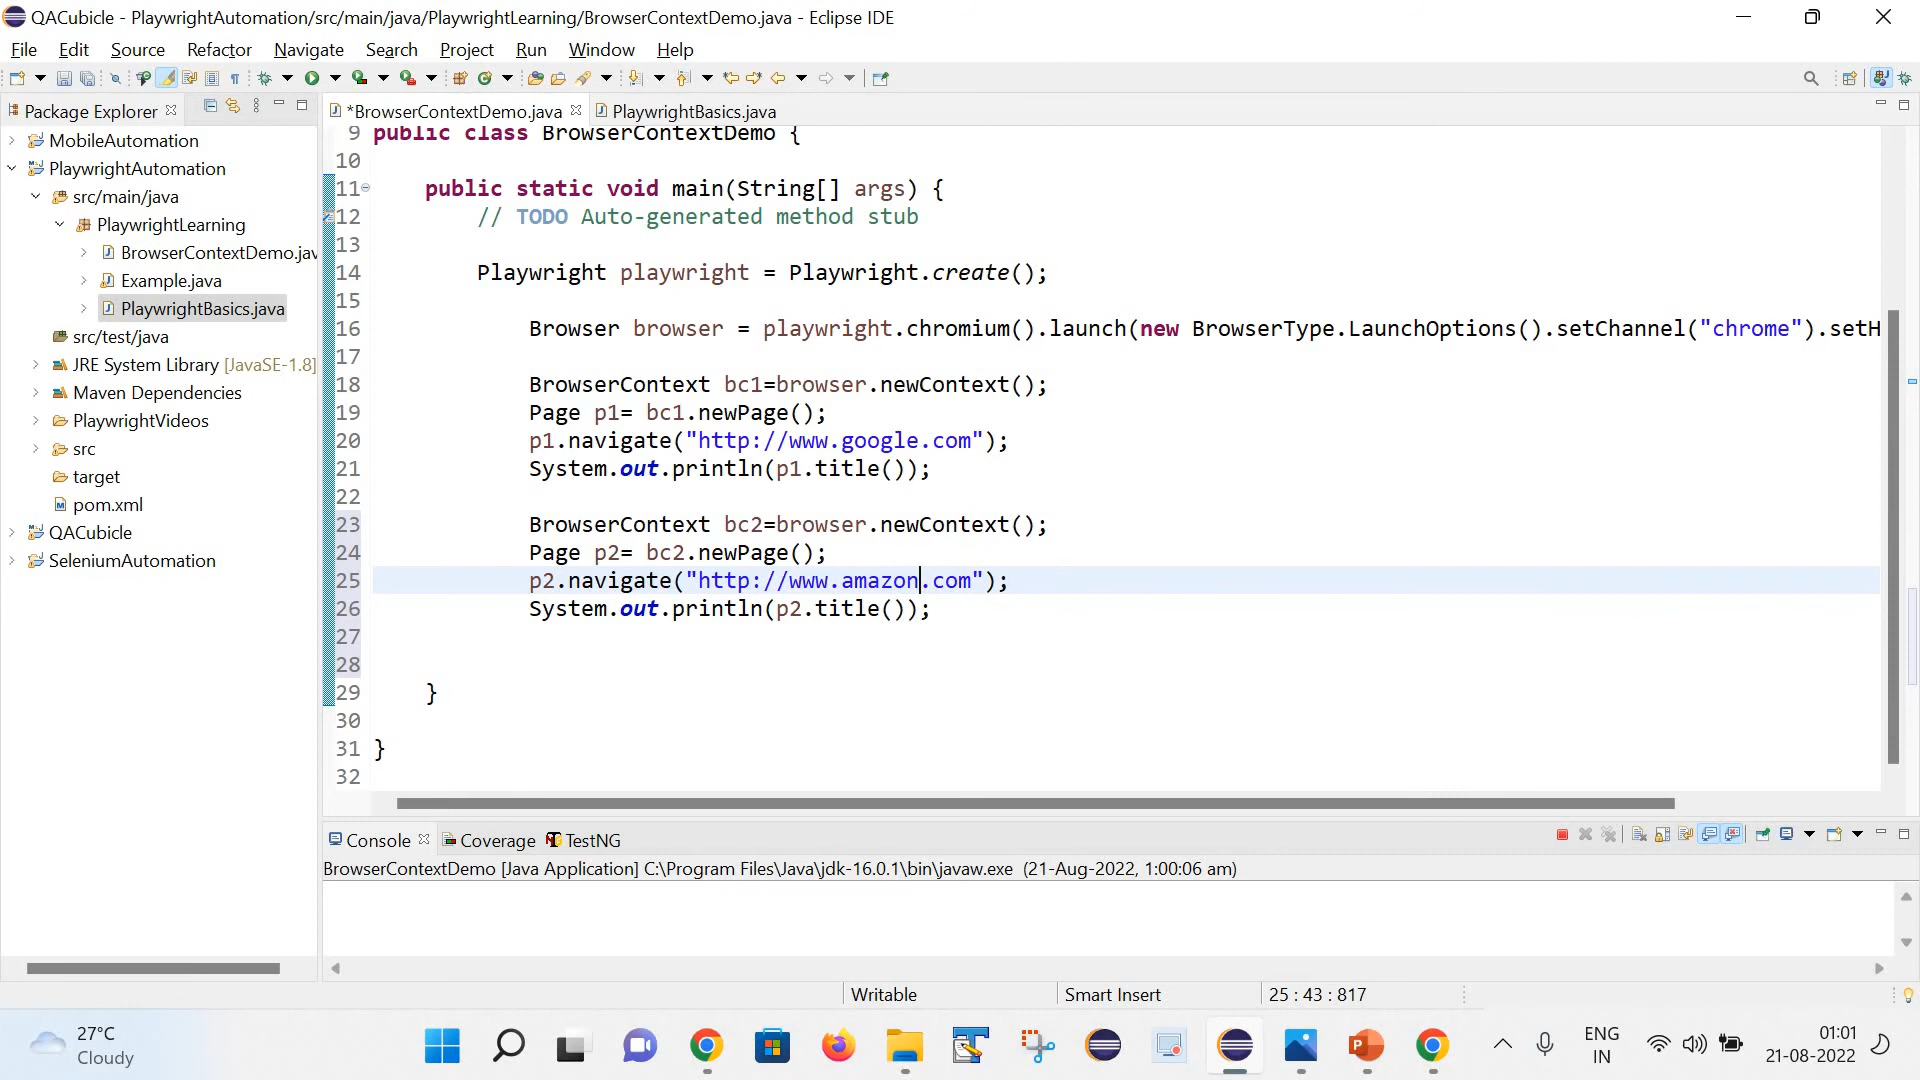 QACubicle - PlaywrightAutomation/src/main/java/PlaywrightLearning/BrowserContextDemo.java - Eclipse IDE
File Edit Source Refactor Navigate Search Project Run Window Help
Package Explorer
MobileAutomation
PlaywrightAutomation
src/main/java
PlaywrightLearning
BrowserContextDemo.jav
Example.java
PlaywrightBasics.java
src/test/java
JRE System Library [JavaSE-1.8]
Maven Dependencies
PlaywrightVideos
src
target
pom.xml
QACubicle
SeleniumAutomation
*BrowserContextDemo.java PlaywrightBasics.java
9 public class BrowserContextDemo {
10
11 public static void main(String[] args) {
12 // TODO Auto-generated method stub
13
14 Playwright playwright = Playwright.create();
15
16 Browser browser = playwright.chromium().launch(new BrowserType.LaunchOptions().setChannel("chrome").setH
17
18 BrowserContext bc1=browser.newContext();
19 Page p1= bc1.newPage();
20 p1.navigate("http://www.google.com");
21 System.out.println(p1.title());
22
23 BrowserContext bc2=browser.newContext();
24 Page p2= bc2.newPage();
25 p2.navigate("http://www.amazon.com");
26 System.out.println(p2.title());
27
28
29 }
30
31 }
32
Console Coverage TestNG
BrowserContextDemo [Java Application] C:\Program Files\Java\jdk-16.0.1\bin\javaw.exe (21-Aug-2022, 1:00:06 am)
Writable Smart Insert 25 : 43 : 817
27°C
Cloudy
ENG
IN
01:01
21-08-2022